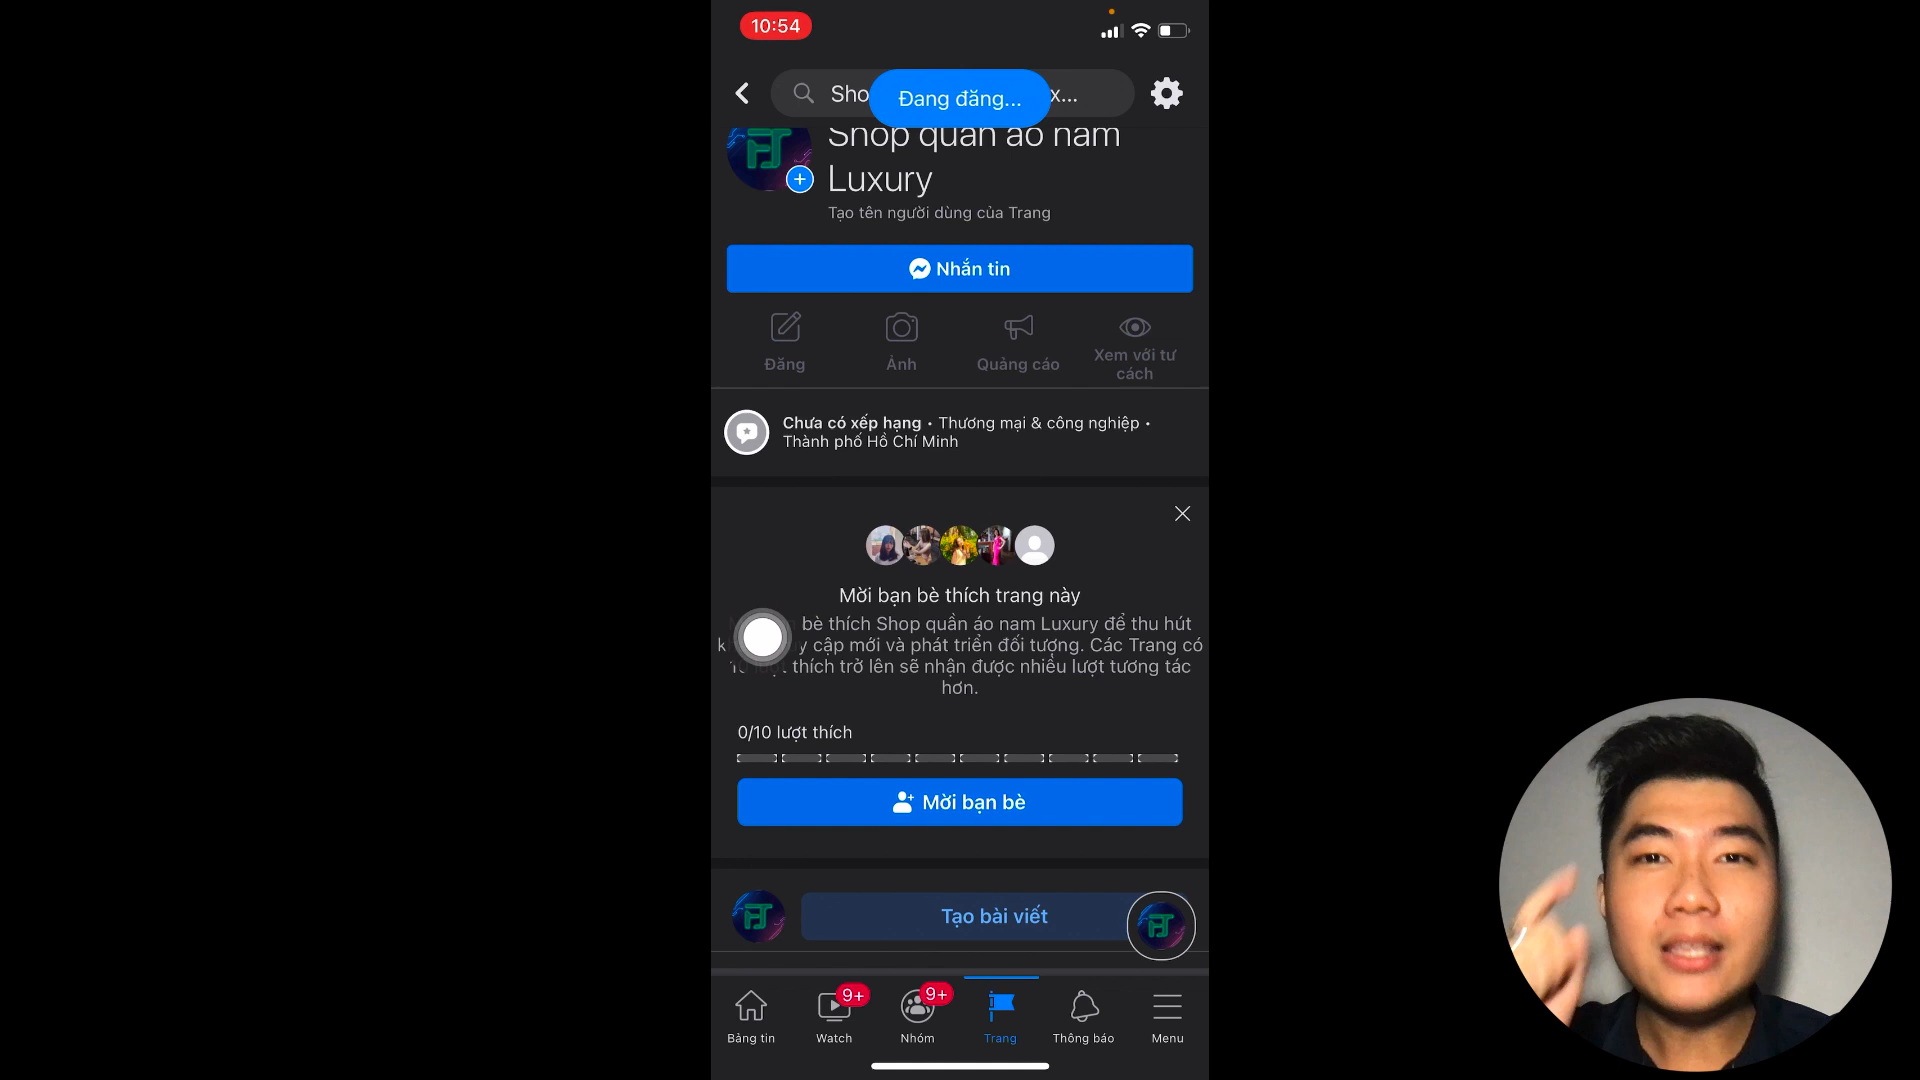 10:54
Sho
Đang đăng...
x...
Shop quần áo nam
Luxury
Tạo tên người dùng của Trang
Nhắn tin
Đăng
Ảnh
Quảng cáo
Xem với tư
cách
Chưa có xếp hạng • Thương mại & công nghiệp •
Thành phố Hồ Chí Minh
Mời bạn bè thích trang này
bè thích Shop quần áo nam Luxury để thu hút
cập mới và phát triển đối tượng. Các Trang có
thích trở lên sẽ nhận được nhiều lượt tương tác
hơn.
0/10 lượt thích
Mời bạn bè
Tạo bài viết
9+
9+
Bảng tin
Watch
Nhóm
Trang
Thông báo
Menu